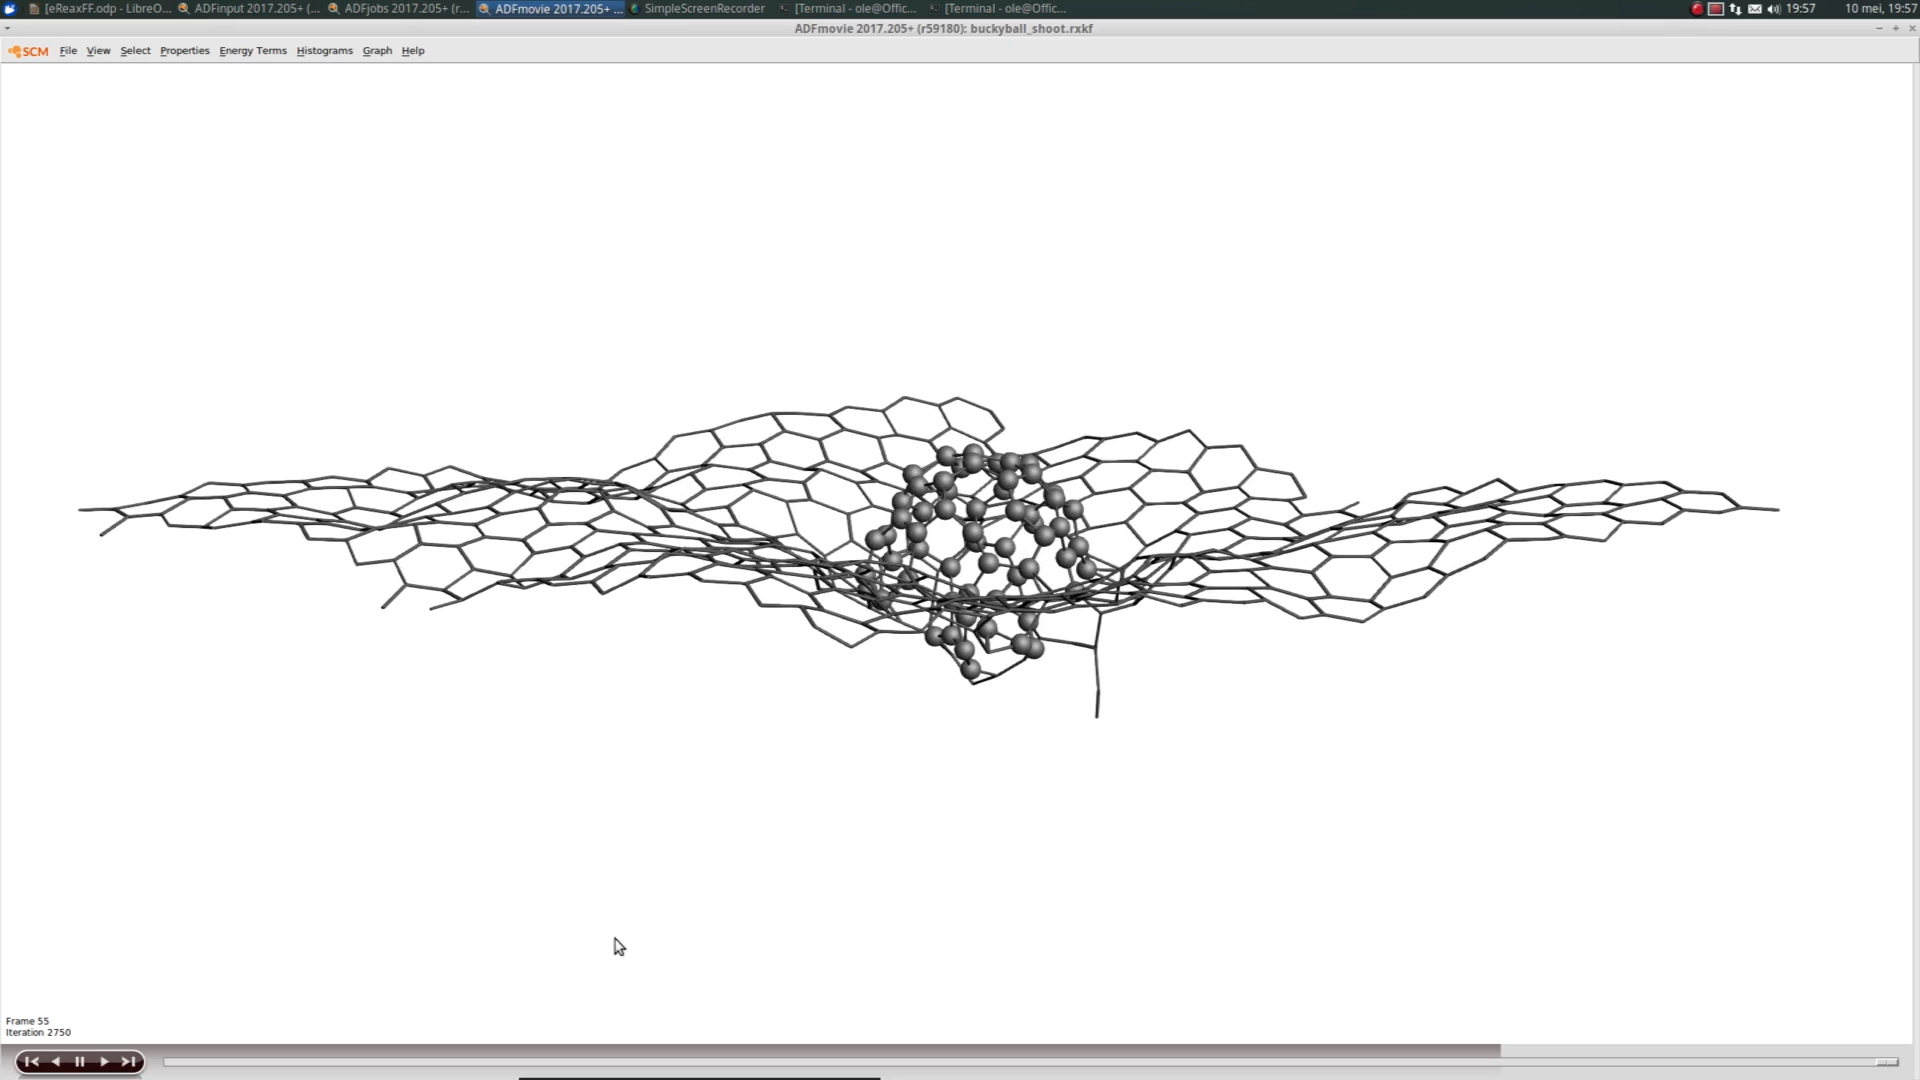 [eReaxFF.odp - LibreO... ADFinput 2017.205+ (... ADFjobs 2017.205+ (r... ADFmovie 2017.205+ ... SimpleScreenRecorder [Terminal - ole@Offic... [Terminal - ole@Offic... 19:57 10 mei, 19:57
ADFmovie 2017.205+ (r59180): buckyball_shoot.rxkf
SCM File View Select Properties Energy Terms Histograms Graph Help
Frame 55
Iteration 2750